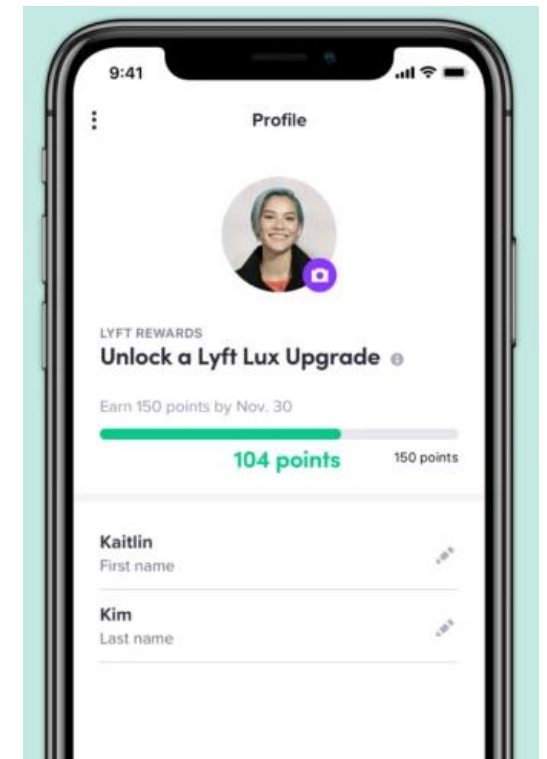 9:41
Profile
LYFT REWARDS
Unlock a Lyft Lux Upgrade
Earn 150 points by Nov. 30
104 points
150 points
Kaitlin
First name
Kim
Last name